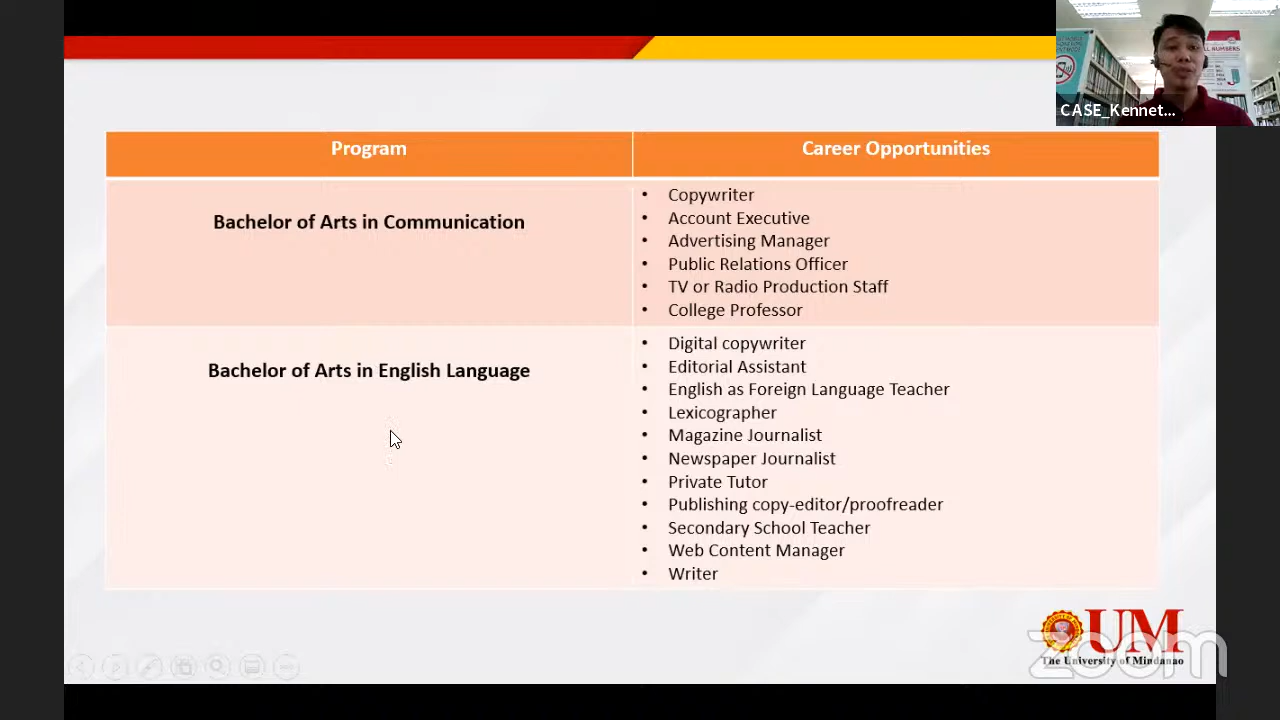 CASE_Kennet...
Program
Career Opportunities
Bachelor of Arts in Communication
• Copywriter
• Account Executive
• Advertising Manager
• Public Relations Officer
• TV or Radio Production Staff
• College Professor
Bachelor of Arts in English Language
• Digital copywriter
• Editorial Assistant
• English as Foreign Language Teacher
• Lexicographer
• Magazine Journalist
• Newspaper Journalist
• Private Tutor
• Publishing copy-editor/proofreader
• Secondary School Teacher
• Web Content Manager
• Writer
UM
The University of Mindanao
zoom